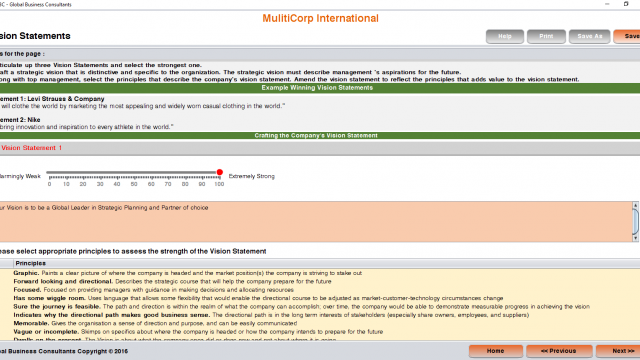 C - Global Business Consultants
MulitiCorp International
sion Statements
Help
Print
Save As
Save
s for the page :
ticulate up three Vision Statements and select the strongest one.
aft a strategic vision that is distinctive and specific to the organization. The strategic vision must describe management 's aspirations for the future.
ong with top management, select the principles that describe the company's vision statement. Amend the vision statement to reflect the principles that adds value to the vision statement.
Example Winning Vision Statements
ement 1: Lavi Strauss & Company
will clothe the world by marketing the most appealing and widely worn casual clothing in the world."
ement 2: Nike
bring innovation and inspiration to every athlete in the world."
Crafting the Company's Vision Statement
Vision Statement 1
larmingly Weak
0 10 20 30 40 50 60 70 80 90 100
Extremely Strong
ur Vision is to be a Global Leader in Strategic Planning and Partner of choice
ease select appropriate principles to assess the strength of the Vision Statement
Principles
Graphic. Paints a clear picture of where the company is headed and the market position(s) the company is striving to stake out
Forward looking and directional. Describes the strategic course that will help the company prepare for the future
Focused. Focused on providing managers with guidance in making decisions and allocating resources
Has some wiggle room. Uses language that allows some flexibility that would enable the directional course to be adjusted as market-customer-technology circumstances change
Sure the journey is feasible. The path and direction is within the realm of what the company can accomplish; over time, the company would be able to demonstrate measurable progress in achieving the vision
Indicates why the directional path makes good business sense. The directional path is in the long term interests of stakeholders (especially share owners, employees, and suppliers)
Memorable. Gives the organisation a sense of direction and purpose, and can be easily communicated
Vague or incomplete. Skimps on specifics about where the company is headed or how the company intends to prepare for the future
bal Business Consultants Copyright © 2016
Home
<< Previous
Next >>